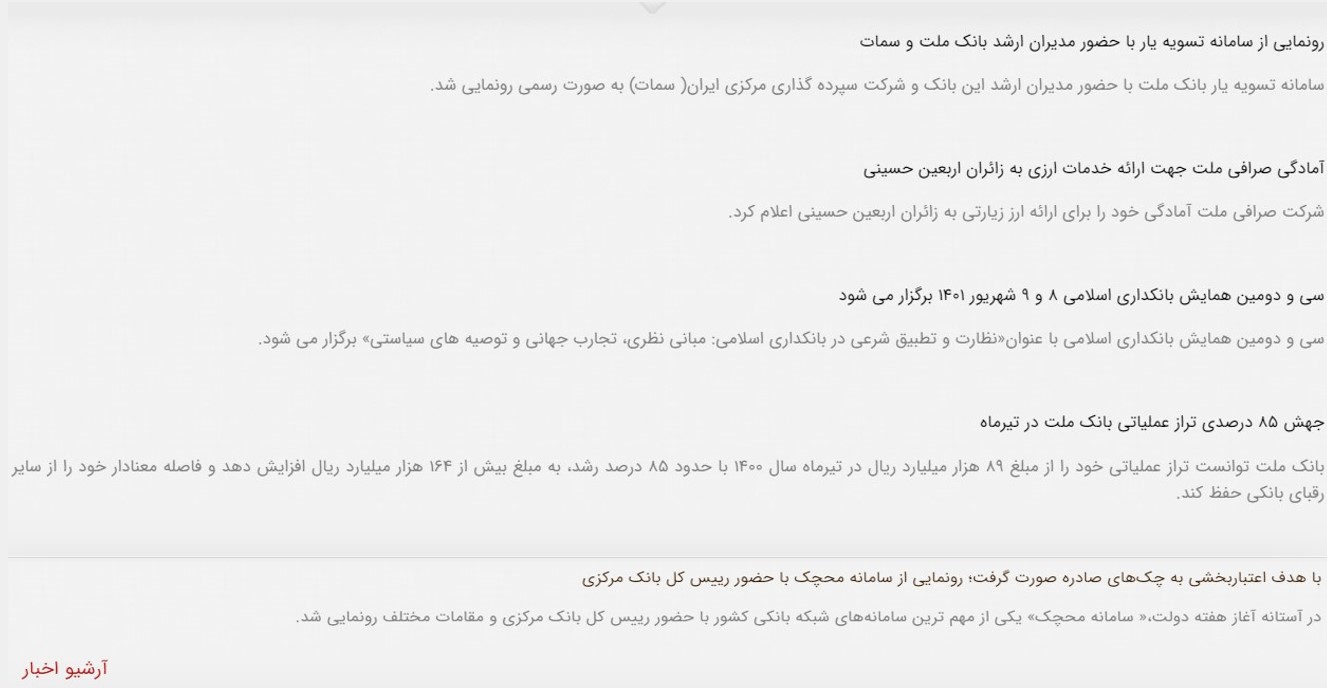 رونمایی از سامانه تسویه یار با حضور مدیران ارشد بانک ملت و سمات
سامانه تسویه یار بانک ملت با حضور مدیران ارشد این بانک و شرکت سپرده گذاری مرکزی ایران( سمات) به صورت رسمی رونمایی شد.
آمادگی صرافی ملت جهت ارائه خدمات ارزی به زائران اربعین حسینی
شرکت صرافی ملت آمادگی خود را برای ارائه ارز زیارتی به زائران اربعین حسینی اعلام کرد.
سی و دومین همایش بانکداری اسلامی ۸ و ۹ شهریور ۱۴۰۱ برگزار می شود
سی و دومین همایش بانکداری اسلامی با عنوان«نظارت و تطبیق شرعی در بانکداری اسلامی: مبانی نظری، تجارب جهانی و توصیه های سیاستی» برگزار می شود.
جهش ۸۵ درصدی تراز عملیاتی بانک ملت در تیرماه
بانک ملت توانست تراز عملیاتی خود را از مبلغ ۸۹ هزار میلیارد ریال در تیرماه سال ۱۴۰۰ با حدود ۸۵ درصد رشد، به مبلغ بیش از ۱۶۴ هزار میلیارد ریال افزایش دهد و فاصله معنادار خود را از سایر
رقبای بانکی حفظ کند.
با هدف اعتباربخشی به چک‌های صادره صورت گرفت؛ رونمایی از سامانه محچک با حضور رییس کل بانک مرکزی
در آستانه آغاز هفته دولت،« سامانه محچک» یکی از مهم ترین سامانه‌های شبکه بانکی کشور با حضور رییس کل بانک مرکزی و مقامات مختلف رونمایی شد.
آرشیو اخبار